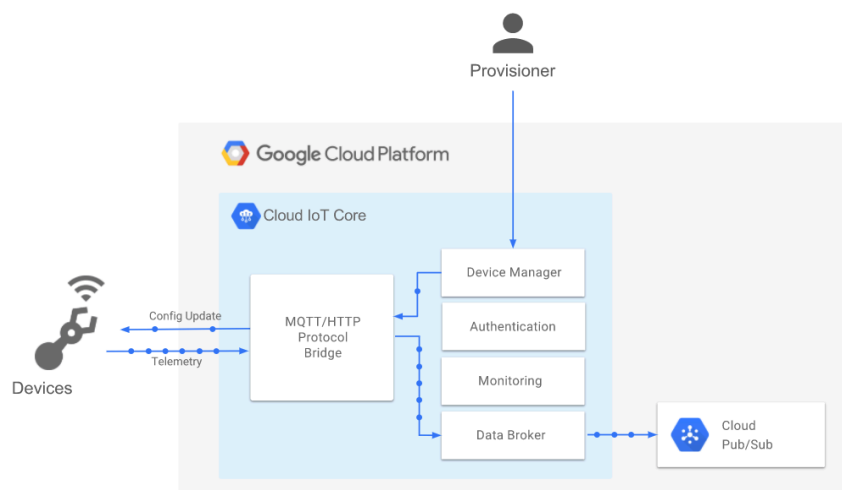 Provisioner
Google Cloud Platform
Cloud IoT Core
Device Manager
Config Update
MQTT/HTTP
Protocol
Bridge
Authentication
Telemetry
Devices
Monitoring
Data Broker
Cloud
Pub/Sub